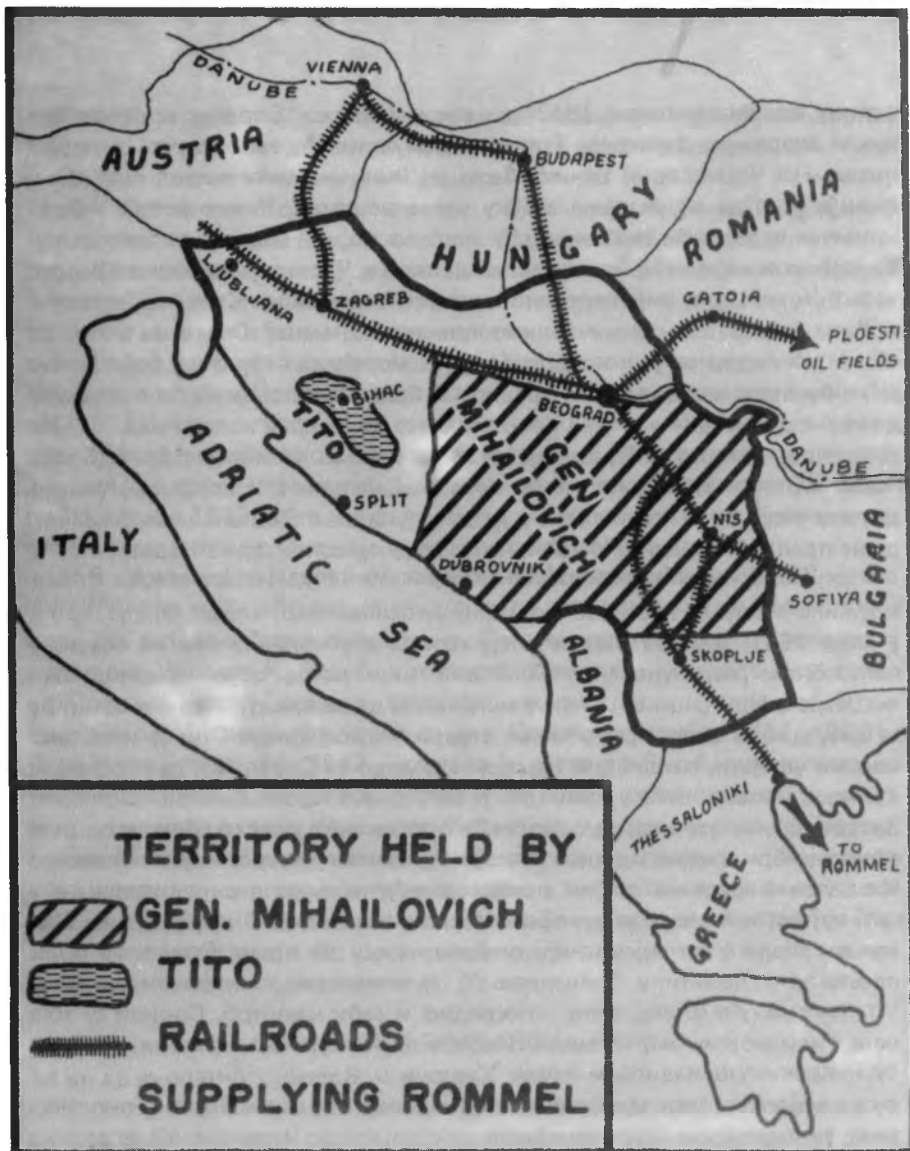 DANUBE
VIENNA
AUSTRIA
BUDAPEST
HUNGARY
ROMANIA
LJUBLJANA
ZAGREB
GATOIA
PLOESTI
OIL FIELDS
BIHAC
TITO
BEOGRAD
GEN.
MIHAILOVICH
DANUBE
ADRIATIC
SEA
SPLIT
ITALY
NIS
DUBROVNIK
SOFIYA
BULGARIA
SKOPLJE
ALBANIA
THESSALONIKI
TO
ROMMEL
GREECE
TERRITORY HELD BY
GEN. MIHAILOVICH
TITO
RAILROADS
SUPPLYING ROMMEL